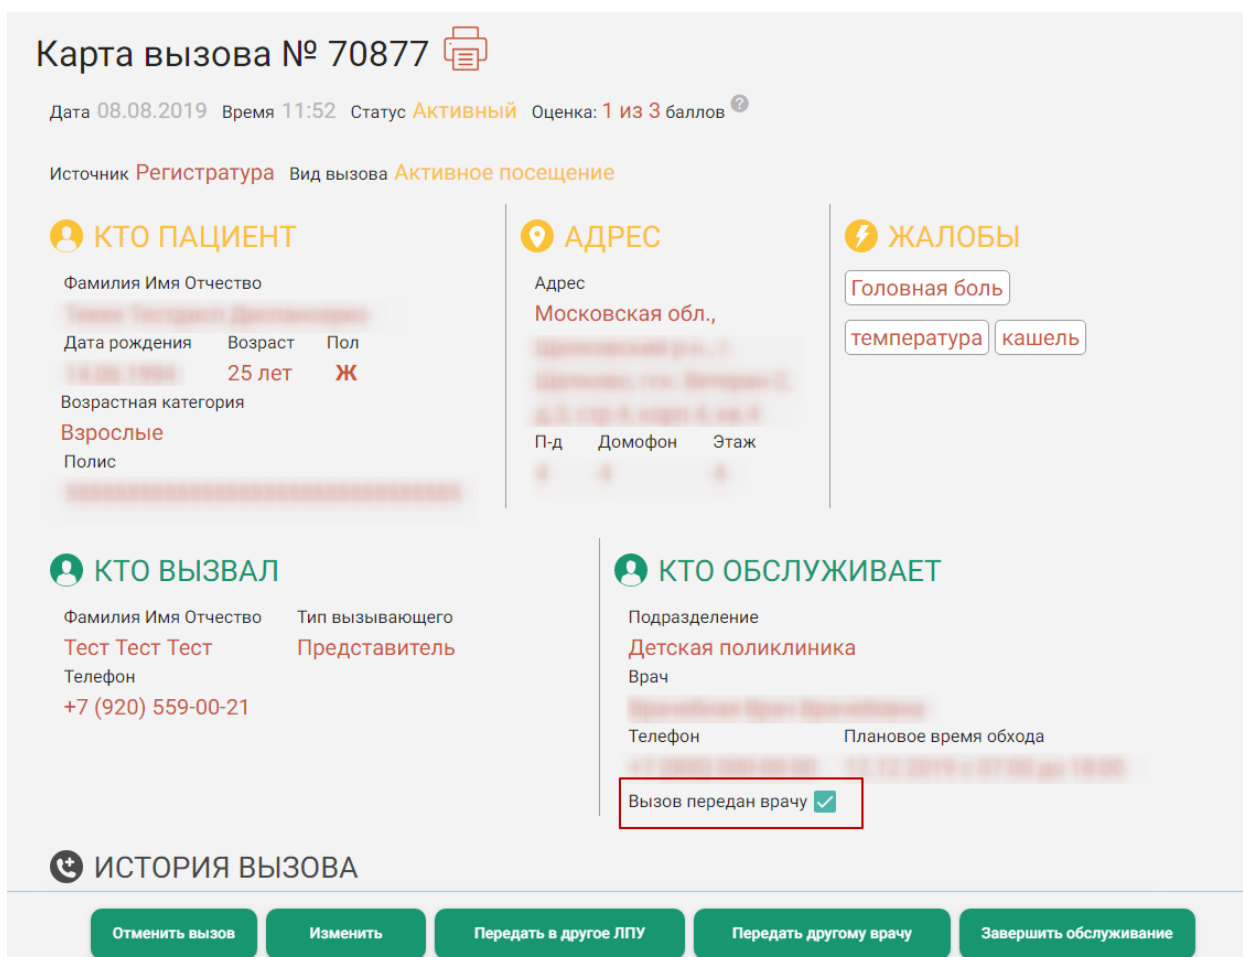 Карта вызова № 70877
Дата 08.08.2019 Время 11:52 Статус Активный Оценка: 1 из 3 баллов ?
Источник Регистратура Вид вызова Активное посещение
КТО ПАЦИЕНТ
Фамилия Имя Отчество
Дата рождения Возраст Пол
25 лет Ж
Возрастная категория
Взрослые
Полис
АДРЕС
Адрес
Московская обл.,
П-д Домофон Этаж
ЖАЛОБЫ
Головная боль
температура кашель
КТО ВЫЗВАЛ
Фамилия Имя Отчество Тип вызывающего
Тест Тест Тест Представитель
Телефон
+7 (920) 559-00-21
КТО ОБСЛУЖИВАЕТ
Подразделение
Детская поликлиника
Врач
Телефон Плановое время обхода
Вызов передан врачу
ИСТОРИЯ ВЫЗОВА
Отменить вызов Изменить Передать в другое ЛПУ Передать другому врачу Завершить обслуживание